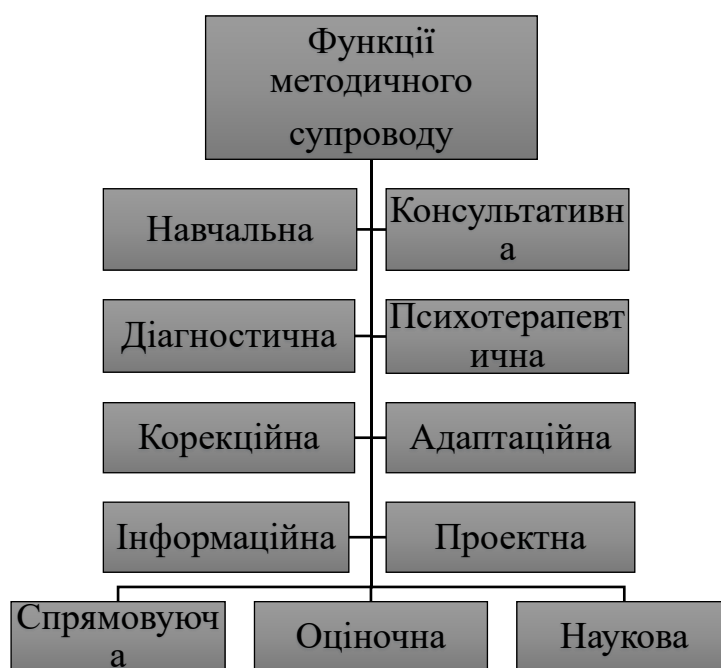 Функції
методичного
супроводу
Навчальна
Консультативн
а
Діагностична
Психотерапевт
ична
Корекційна
Адаптаційна
Інформаційна
Проектна
Спрямовуюч
а
Оціночна
Наукова